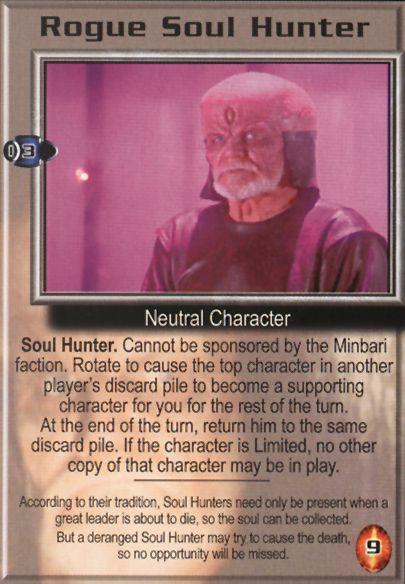 Rogue Soul Hunter
3
Neutral Character
Soul Hunter. Cannot be sponsored by the Minbari
faction. Rotate to cause the top character in another
player's discard pile to become a supporting
character for you for the rest of the turn.
At the end of the turn, return him to the same
discard pile. If the character is Limited, no other
copy of that character may be in play.
According to their tradition, Soul Hunters need only be present when a
great leader is about to die, so the soul can be collected.
But a deranged Soul Hunter may try to cause the death,
so no opportunity will be missed.
9